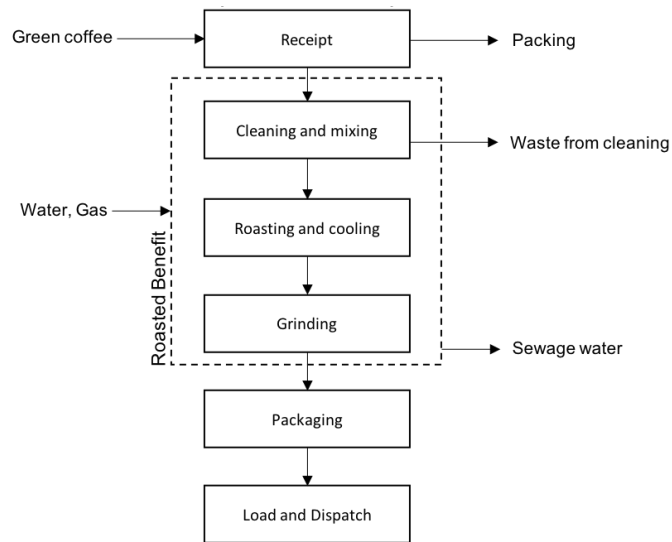 Green coffee
Receipt
Packing
Cleaning and mixing
Waste from cleaning
Water, Gas
Roasting and cooling
Roasted Benefit
Grinding
Sewage water
Packaging
Load and Dispatch